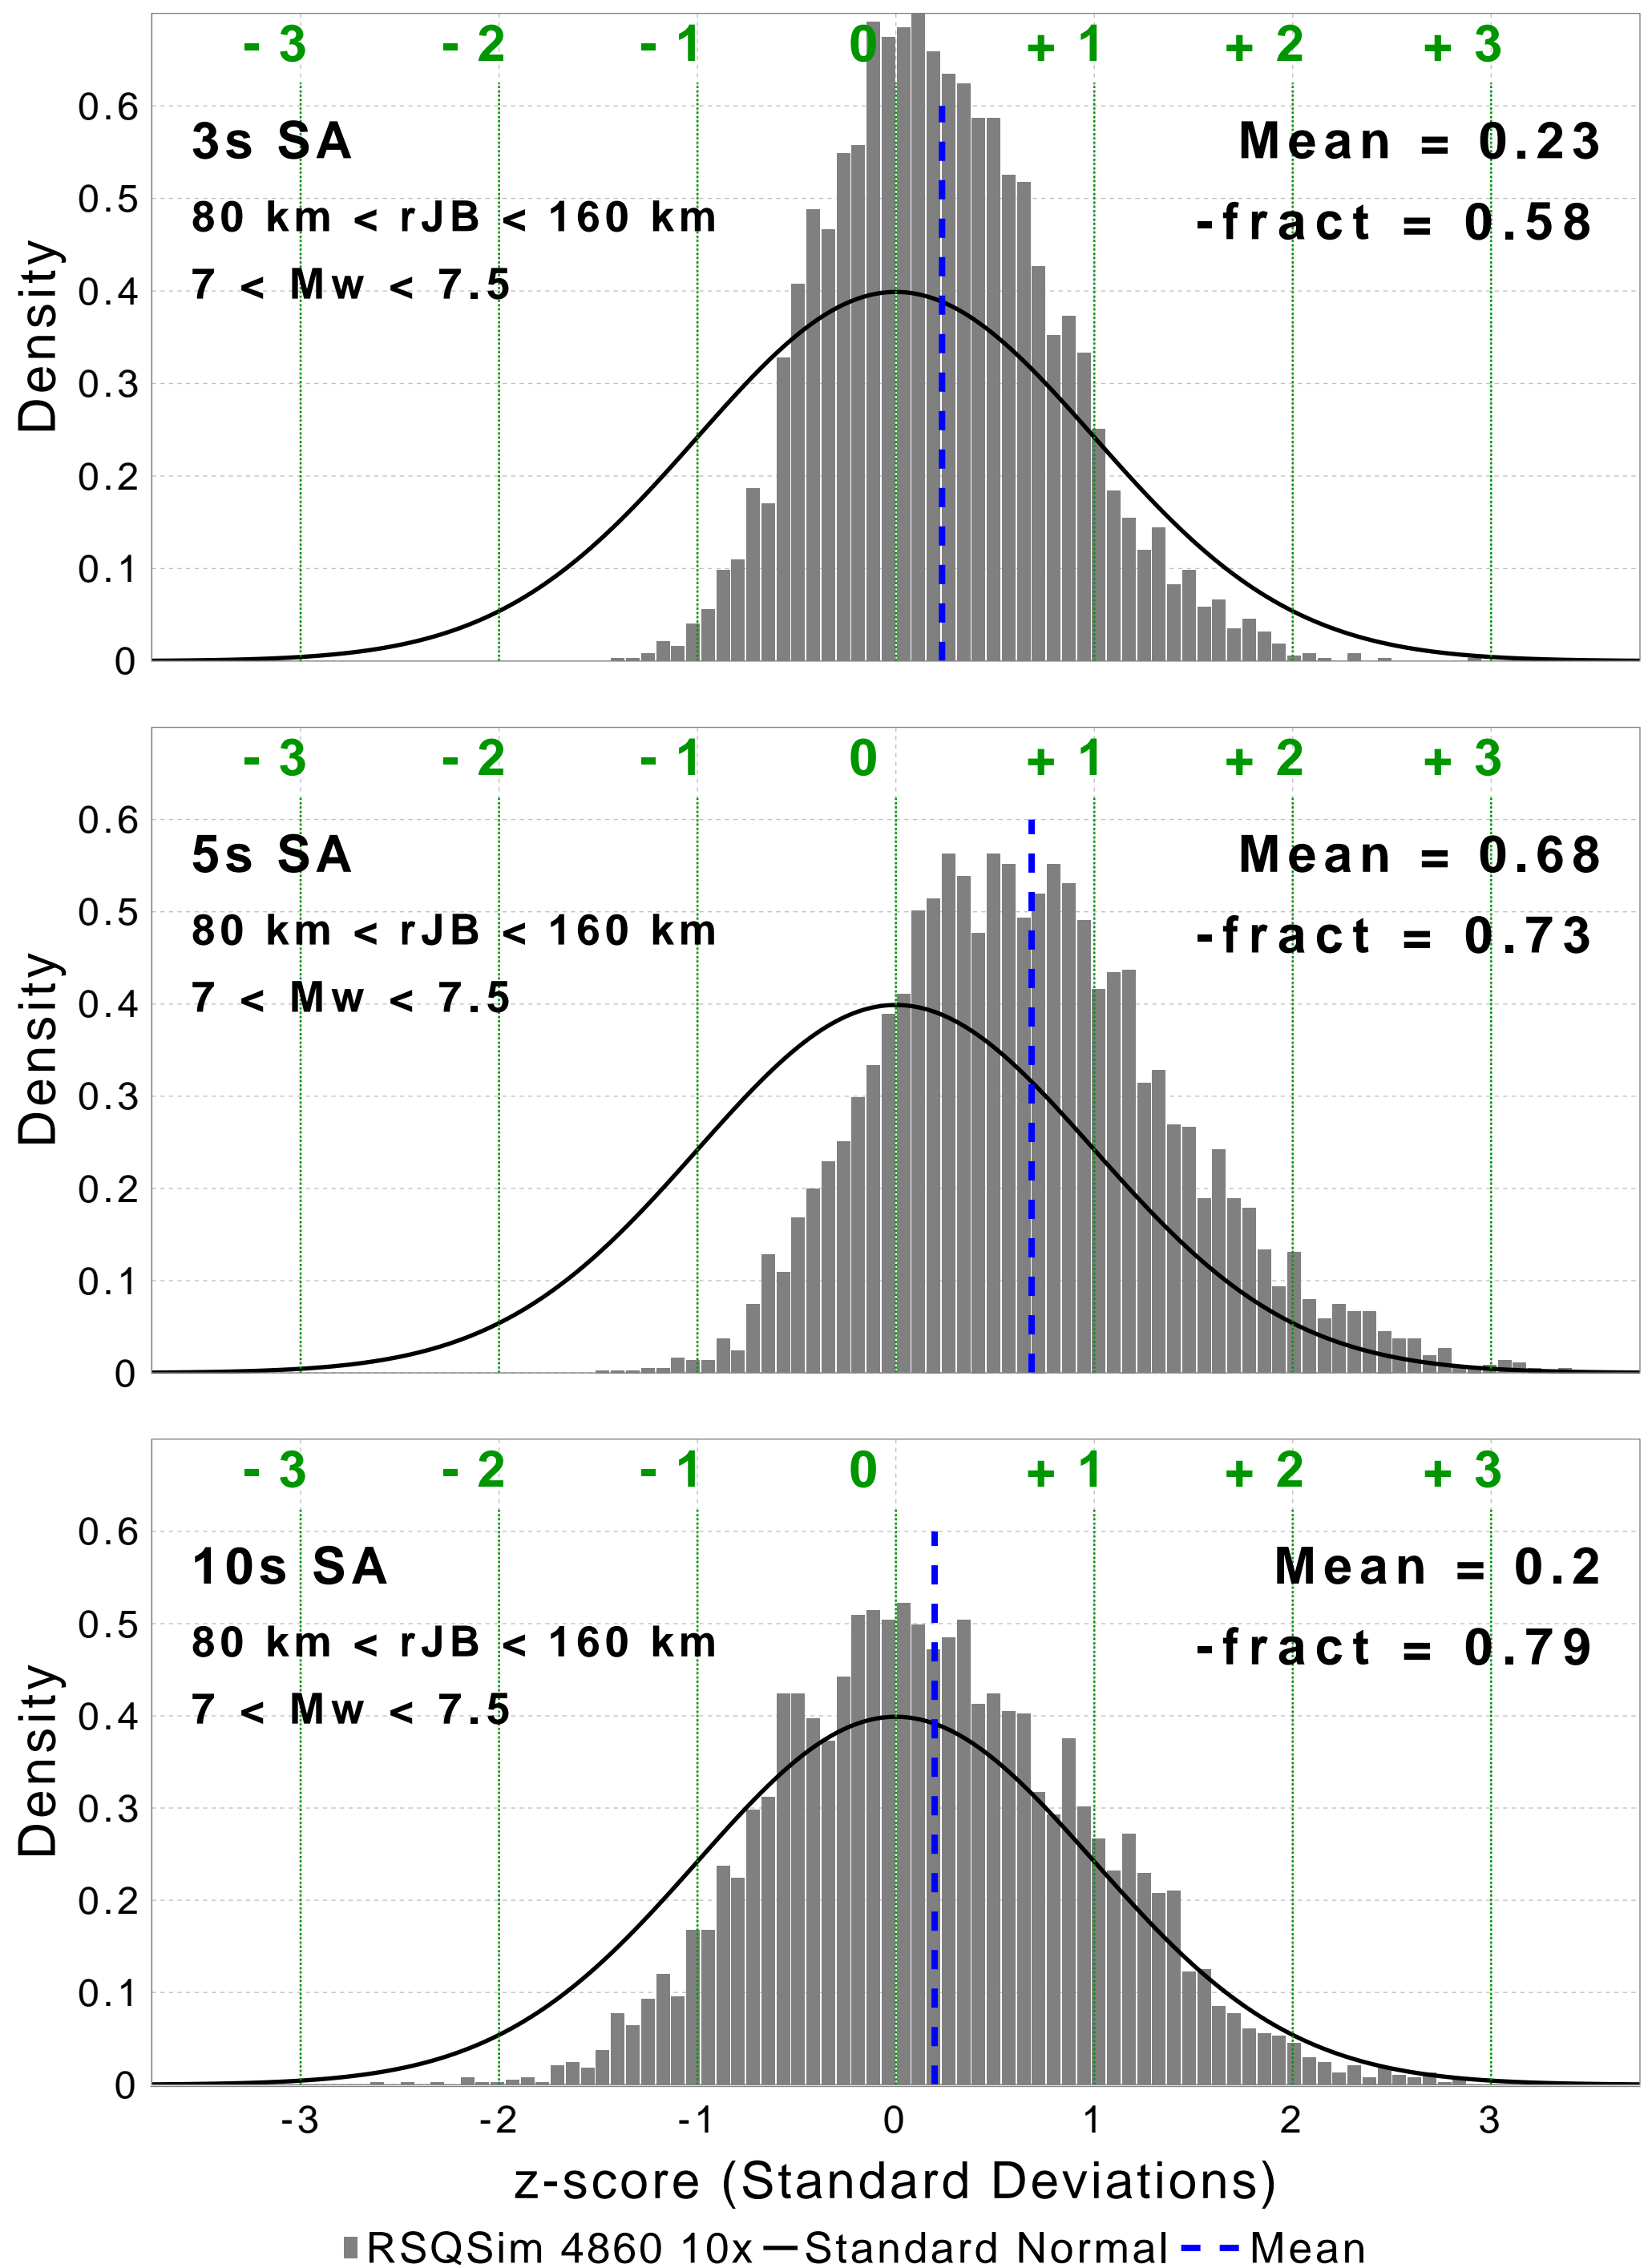 - 3 - 2 - 1 0 + 1 + 2 + 3
0.6
3s SA
Mean = 0.23
0.5
80 km < rJB < 160 km
-fract = 0.58
7 < Mw < 7.5
0.4
Density
0.3
0.2
0.1
0
- 3 - 2 - 1 0 + 1 + 2 + 3
0.6
5s SA
Mean = 0.68
0.5
80 km < rJB < 160 km
-fract = 0.73
7 < Mw < 7.5
0.4
Density
0.3
0.2
0.1
0
- 3 - 2 - 1 0 + 1 + 2 + 3
0.6
10s SA
Mean = 0.2
0.5
80 km < rJB < 160 km
-fract = 0.79
7 < Mw < 7.5
0.4
Density
0.3
0.2
0.1
0
-3 -2 -1 0 1 2 3
z-score (Standard Deviations)
RSQSim 4860 10x Standard Normal Mean